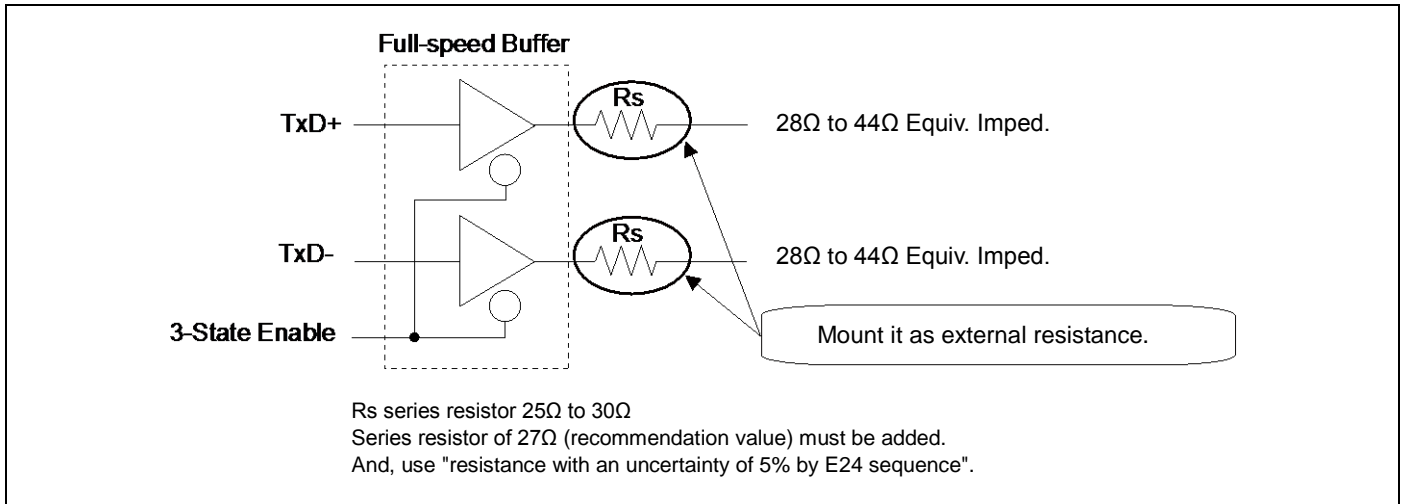 Full-speed Buffer
TxD+
Rs
28Ω to 44Ω Equiv. Imped.
TxD-
Rs
28Ω to 44Ω Equiv. Imped.
3-State Enable
Mount it as external resistance.
Rs series resistor 25Ω to 30Ω
Series resistor of 27Ω (recommendation value) must be added.
And, use "resistance with an uncertainty of 5% by E24 sequence".